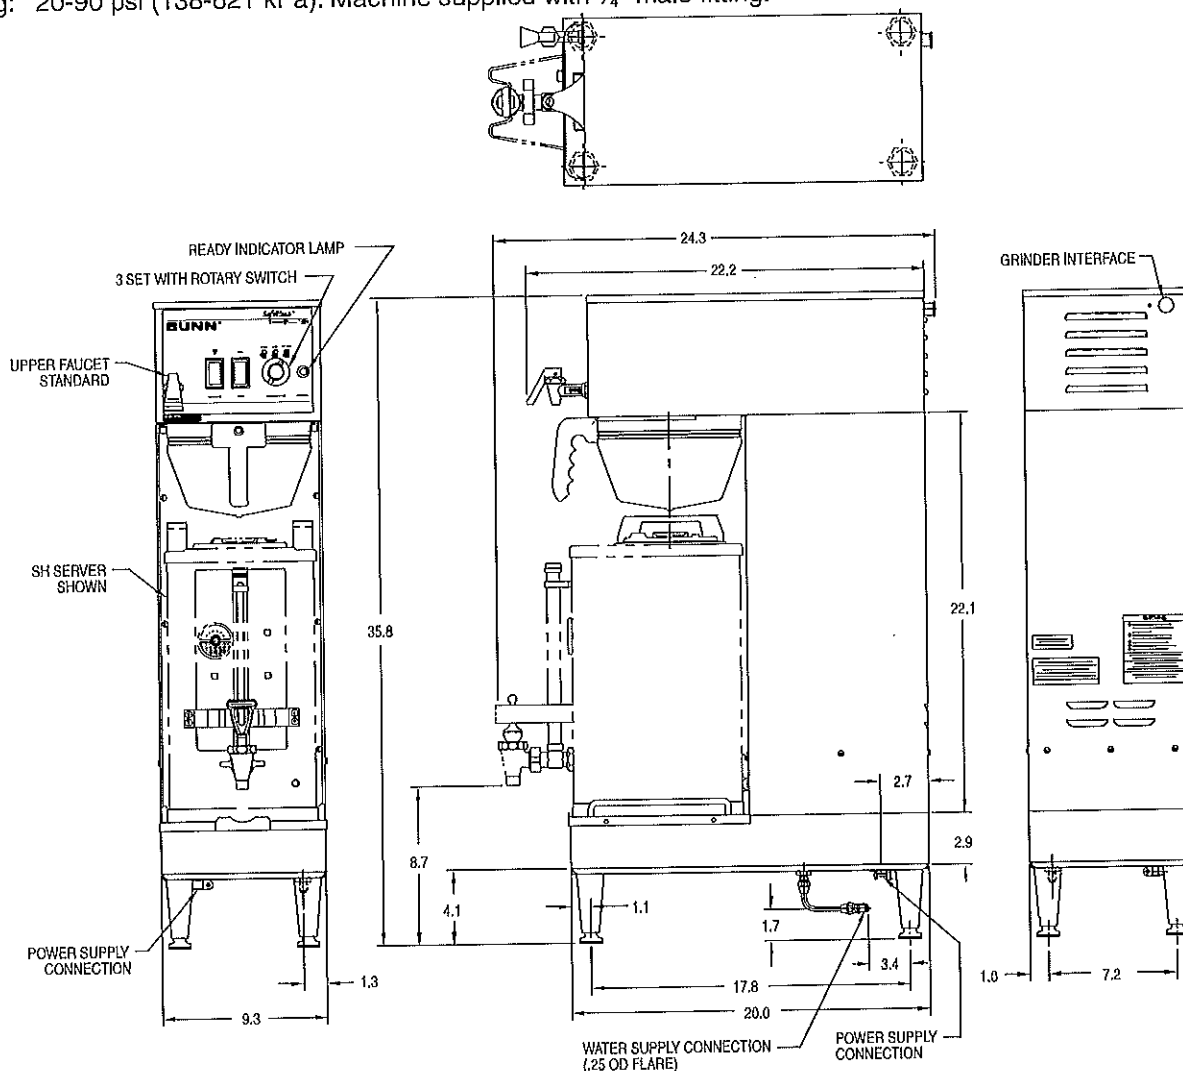 g: 20-90 psi (138-621 kPa). Machine supplied with 1/4" male fitting.
24.3
READY INDICATOR LAMP
22.2
GRINDER INTERFACE
3 SET WITH ROTARY SWITCH
BUNN
UPPER FAUCET
STANDARD
SH SERVER
SHOWN
35.8
22.1
2.7
8.7
2.9
4.1
1.1
1.7
POWER SUPPLY
CONNECTION
3.4
1.3
17.8
7.2
9.3
20.0
WATER SUPPLY CONNECTION
(.25 OD FLARE)
POWER SUPPLY
CONNECTION